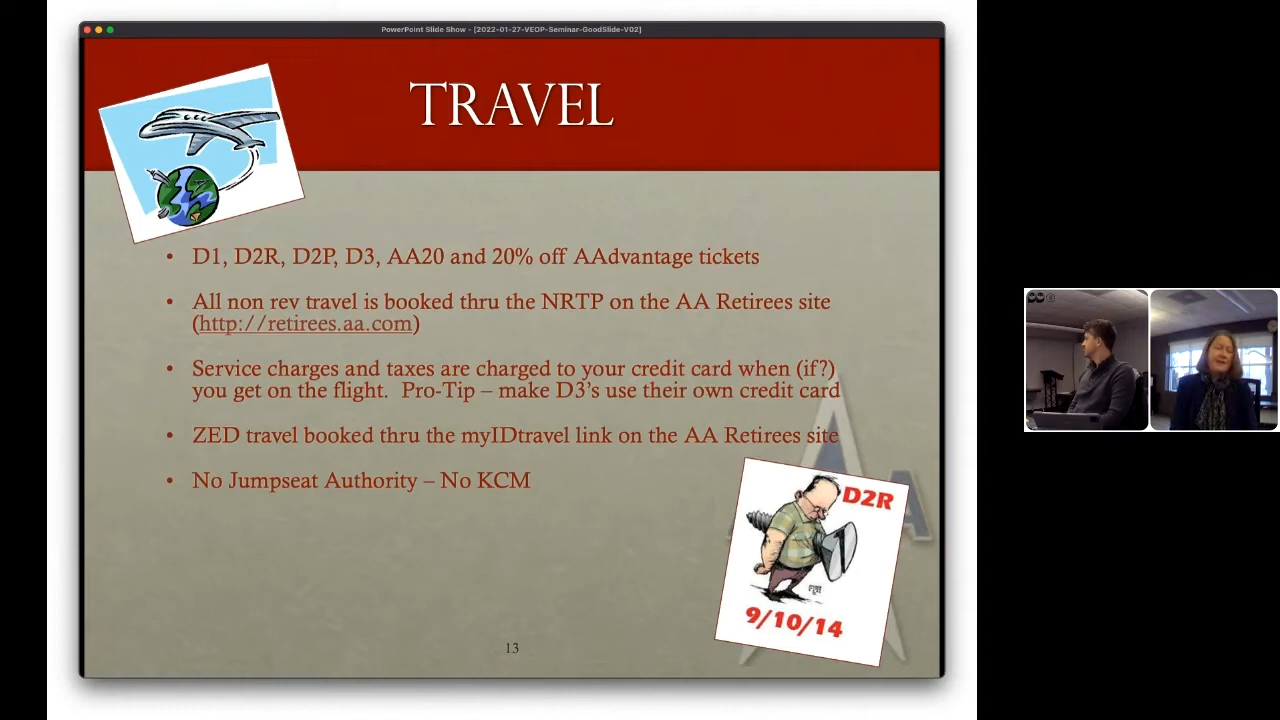 PowerPoint Slide Show - [2022-01-27-VEOP-Seminar-GoodSlide-V02]
TRAVEL
• D1, D2R, D2P, D3, AA20 and 20% off AAdvantage tickets
• All non rev travel is booked thru the NRTP on the AA Retirees site
(http://retirees.aa.com)
• Service charges and taxes are charged to your credit card when (if?)
you get on the flight. Pro-Tip – make D3's use their own credit card
• ZED travel booked thru the myIDtravel link on the AA Retirees site
• No Jumpseat Authority – No KCM
D2R
9/10/14
AA
13